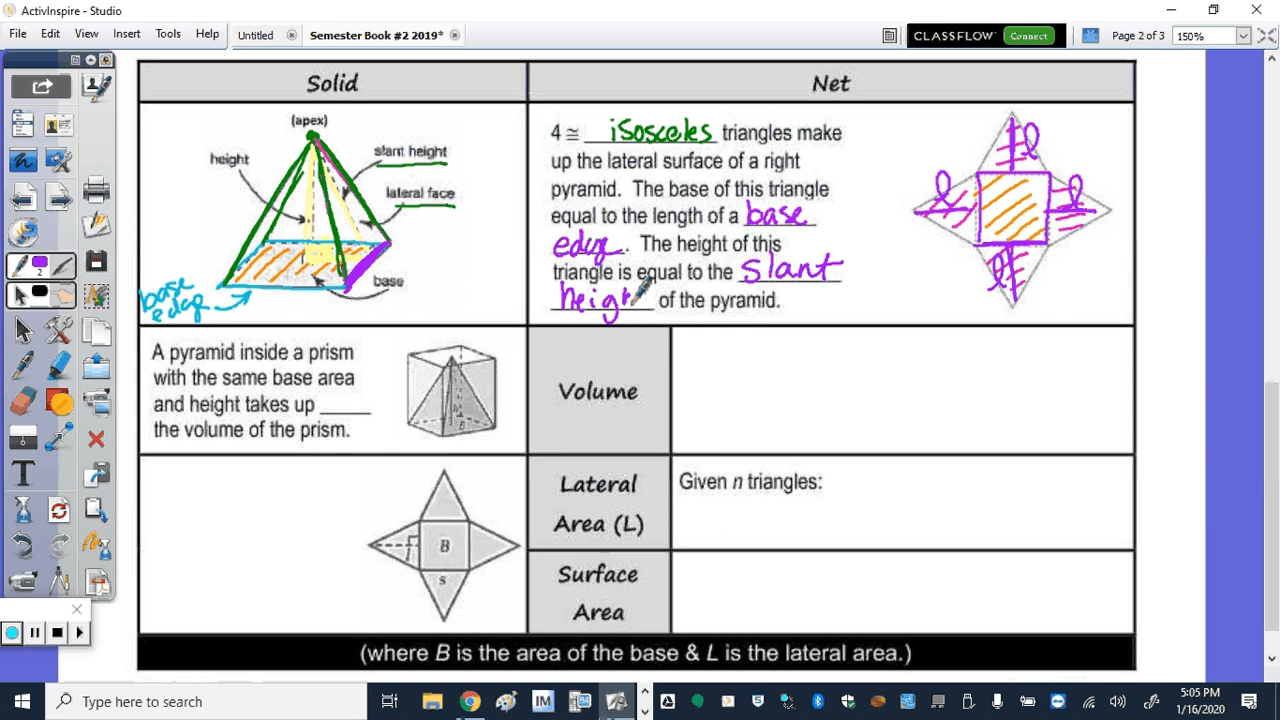 ActivInspire - Studio
File Edit View Insert Tools Help
Untitled
Semester Book #2 2019*
CLASSFLOW Connect
Page 2 of 3
150%
Solid
Net
(apex)
height
slant height
lateral face
base
base
edge
4 ≅ isosceles triangles make
up the lateral surface of a right
pyramid. The base of this triangle
equal to the length of a base
edge. The height of this
triangle is equal to the slant
height of the pyramid.
l
l
l
l
A pyramid inside a prism
with the same base area
and height takes up _____
the volume of the prism.
Volume
B
s
l
Lateral
Area (L)
Given n triangles:
Surface
Area
(where B is the area of the base & L is the lateral area.)
2
T
Type here to search
IM
5:05 PM
1/16/2020